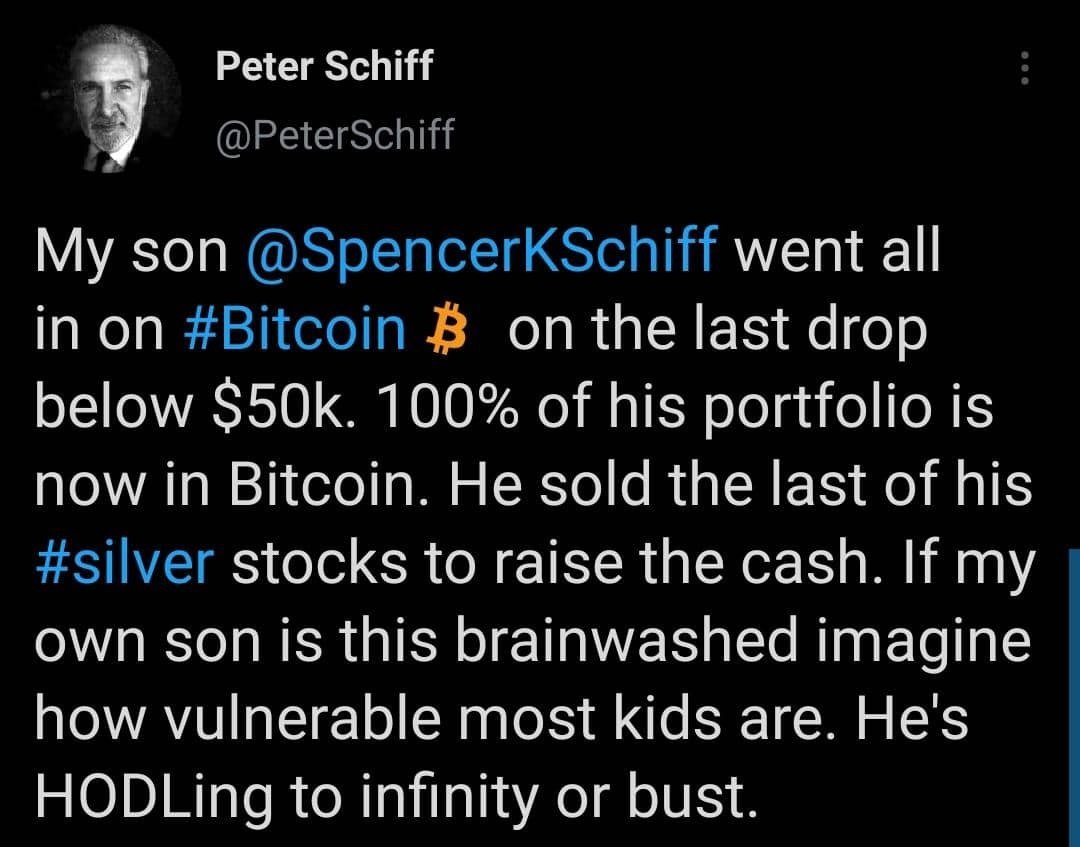 Peter Schiff
@PeterSchiff
My son @SpencerKSchiff went all
in on #Bitcoin ₿ on the last drop
below $50k. 100% of his portfolio is
now in Bitcoin. He sold the last of his
#silver stocks to raise the cash. If my
own son is this brainwashed imagine
how vulnerable most kids are. He's
HODLing to infinity or bust.